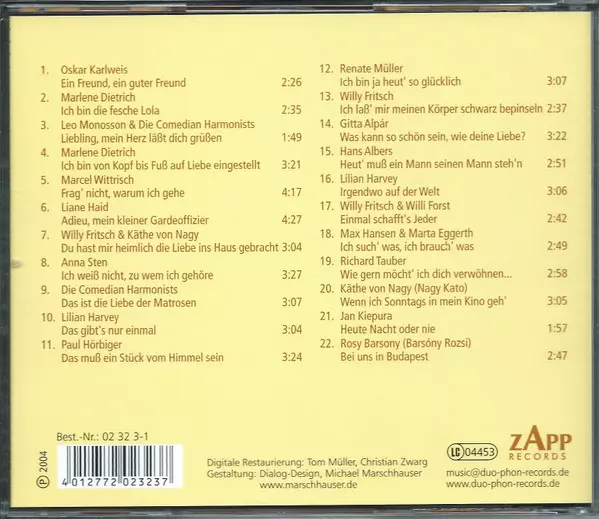 1. Oskar Karlweis
Ein Freund, ein guter Freund 2:26
2. Marlene Dietrich
Ich bin die fesche Lola 2:35
3. Leo Monosson & Die Comedian Harmonists
Liebling, mein Herz läßt dich grüßen 1:49
4. Marlene Dietrich
Ich bin von Kopf bis Fuß auf Liebe eingestellt 3:21
5. Marcel Wittrisch
Frag' nicht, warum ich gehe 4:17
6. Liane Haid
Adieu, mein kleiner Gardeoffizier 4:27
7. Willy Fritsch & Käthe von Nagy
Du hast mir heimlich die Liebe ins Haus gebracht 3:04
8. Anna Sten
Ich weiß nicht, zu wem ich gehöre 3:27
9. Die Comedian Harmonists
Das ist die Liebe der Matrosen 3:07
10. Lilian Harvey
Das gibt's nur einmal 3:04
11. Paul Hörbiger
Das muß ein Stück vom Himmel sein 3:24
12. Renate Müller
Ich bin ja heut' so glücklich 3:07
13. Willy Fritsch
Ich laß' mir meinen Körper schwarz bepinseln 2:37
14. Gitta Alpár
Was kann so schön sein, wie deine Liebe? 3:22
15. Hans Albers
Heut' muß ein Mann seinen Mann steh'n 2:51
16. Lilian Harvey
Irgendwo auf der Welt 3:06
17. Willy Fritsch & Willi Forst
Einmal schafft's Jeder 2:42
18. Max Hansen & Marta Eggerth
Ich such' was, ich brauch' was 2:49
19. Richard Tauber
Wie gern möcht' ich dich verwöhnen... 2:58
20. Käthe von Nagy (Nagy Kato)
Wenn ich Sonntags in mein Kino geh' 3:05
21. Jan Kiepura
Heute Nacht oder nie 1:57
22. Rosy Barsony (Barsóny Rozsi)
Bei uns in Budapest 2:47
Best.-Nr.: 02 32 3-1
℗ 2004
4 012772 023237
Digitale Restaurierung: Tom Müller, Christian Zwarg
Gestaltung: Dialog-Design, Michael Marschhauser
www.marschhauser.de
LC 04453
zApp
RECORDS
music@duo-phon-records.de
www.duo-phon-records.de